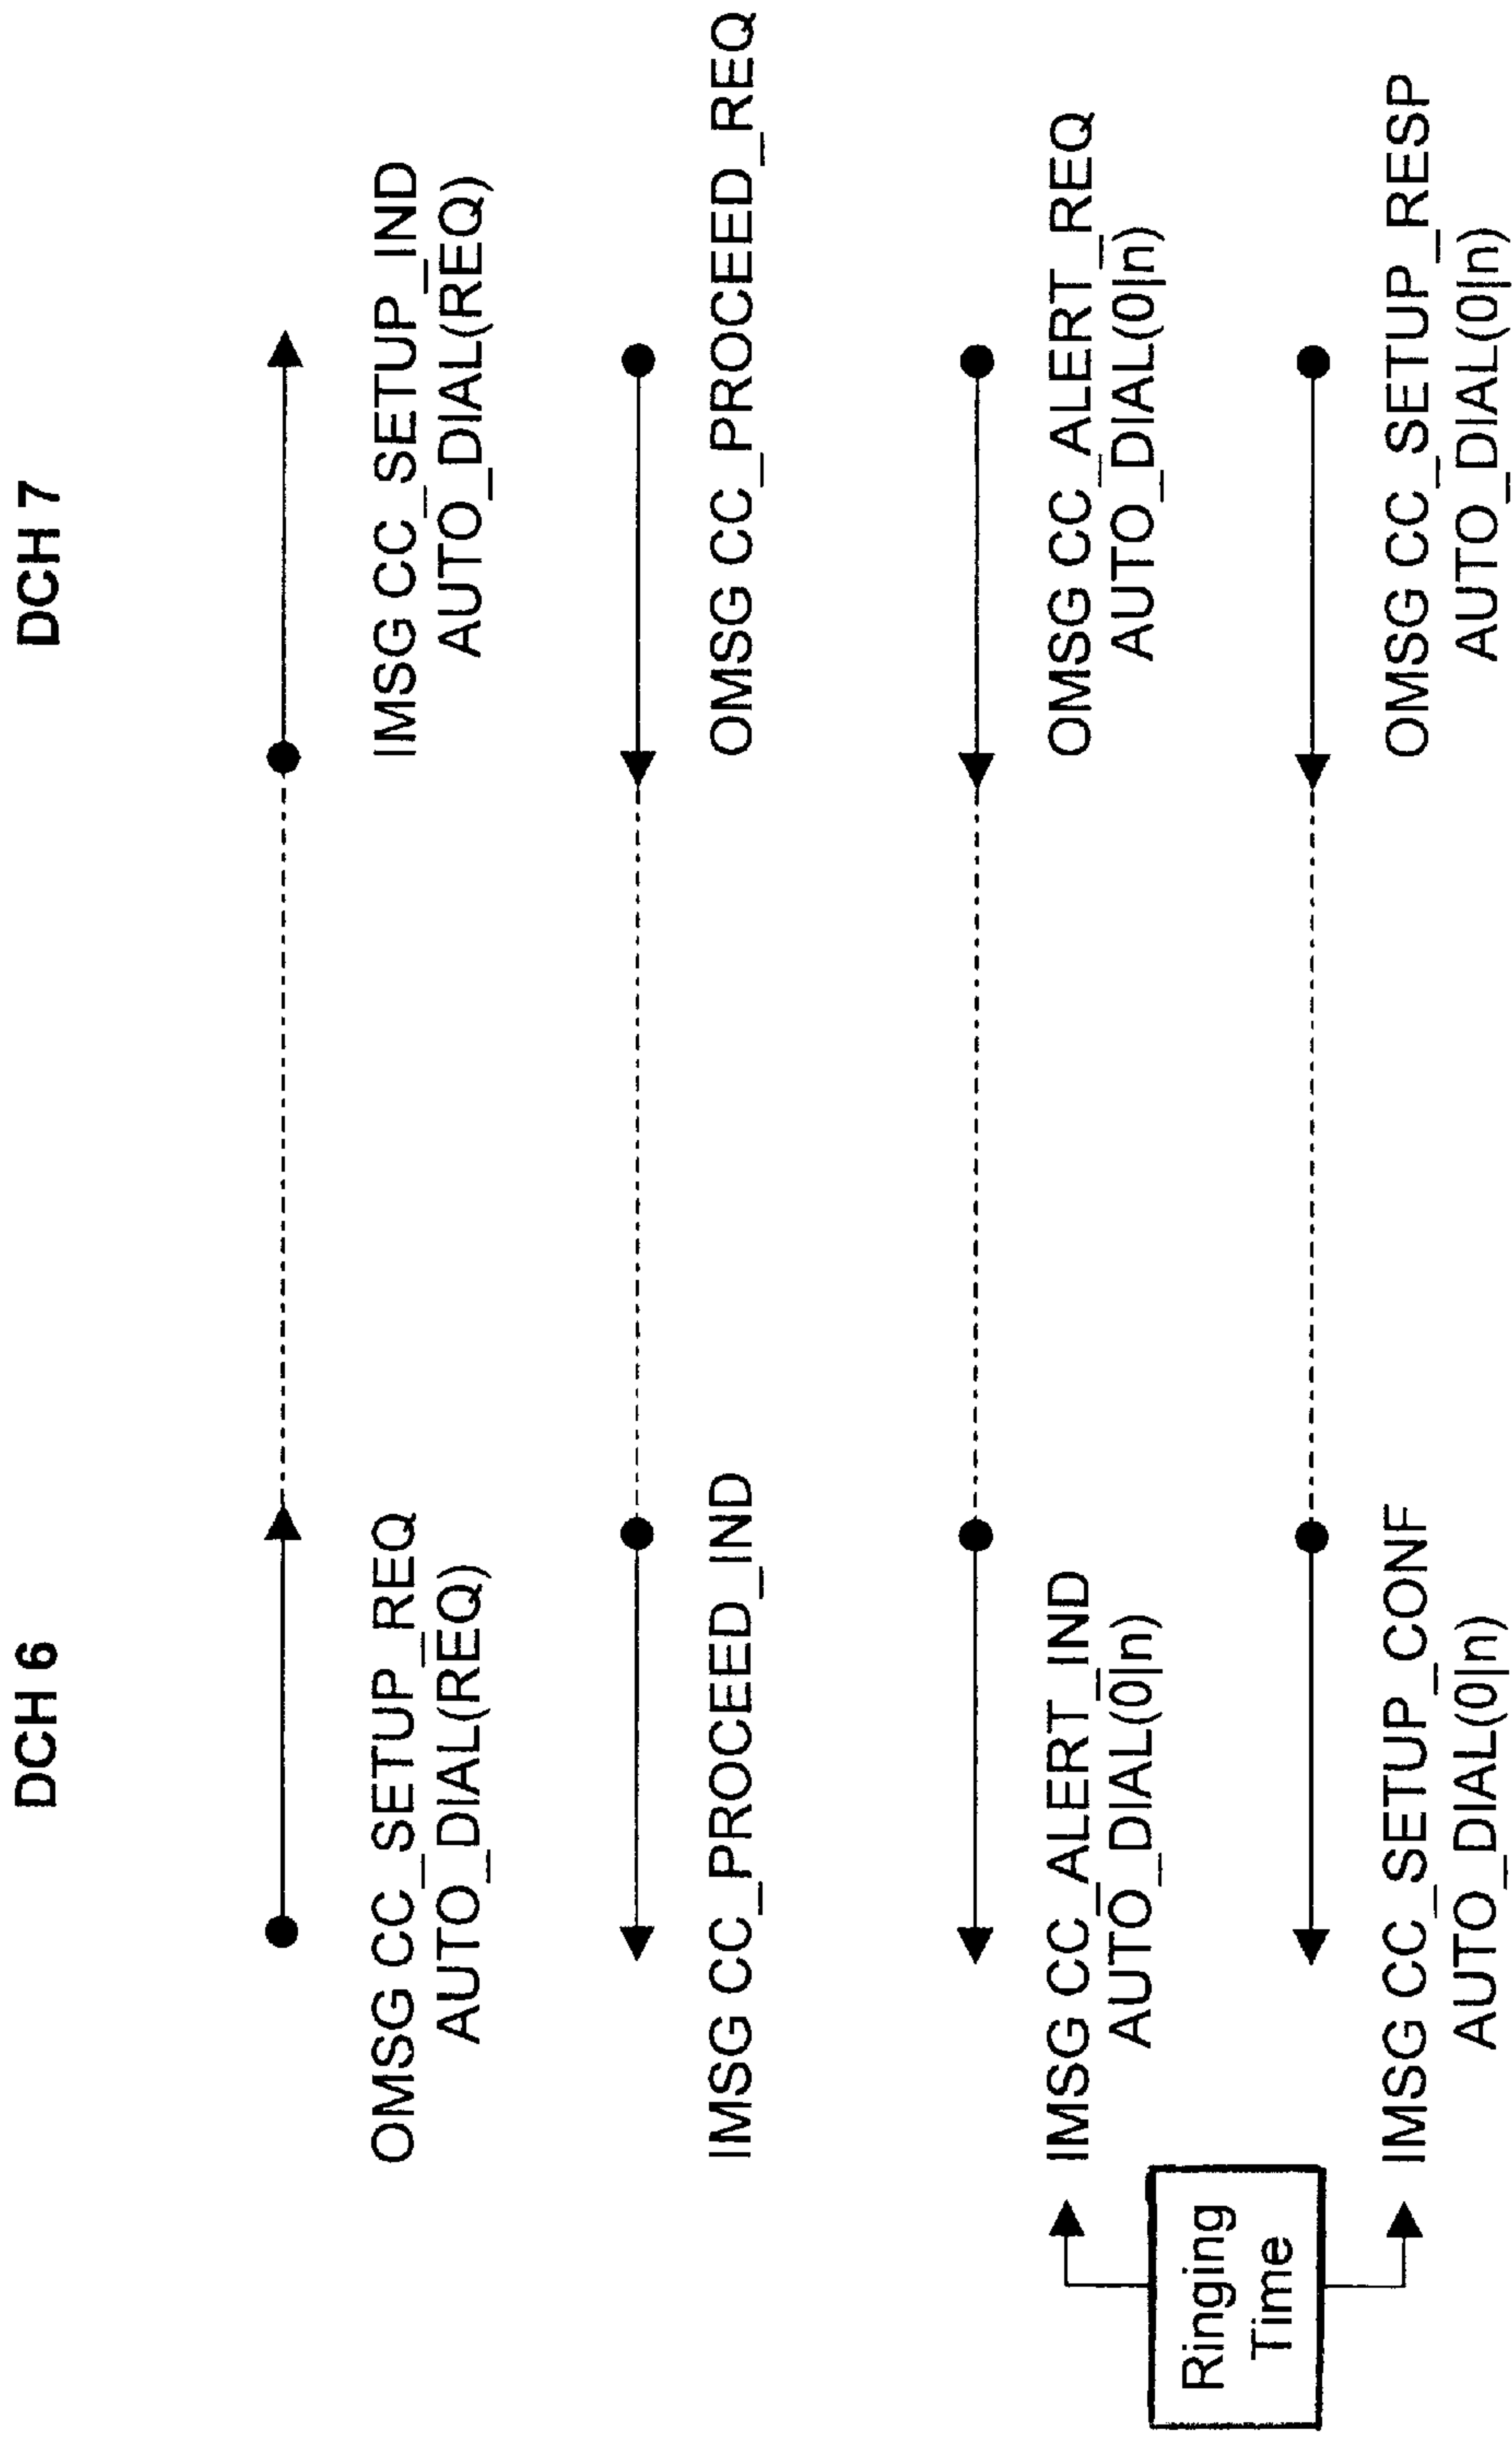 DCH 6
DCH 7
OMSG CC_SETUP_REQ
AUTO_DIAL(REQ)
IMSG CC_SETUP_IND
AUTO_DIAL(REQ)
IMSG CC_PROCEED_IND
OMSG CC_PROCEED_REQ
IMSG CC_ALERT_IND
AUTO_DIAL(0|n)
OMSG CC_ALERT_REQ
AUTO_DIAL(0|n)
Ringing
Time
IMSG CC_SETUP_CONF
AUTO_DIAL(0|n)
OMSG CC_SETUP_RESP
AUTO_DIAL(0|n)